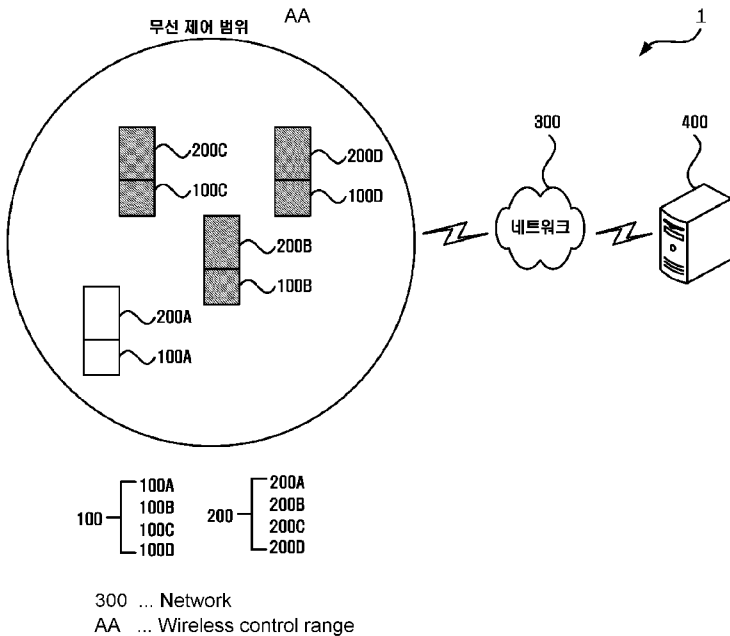 무선 제어 범위 AA
1
200C
100C
200D
100D
200B
100B
200A
100A
300
네트워크
400
100
100A
100B
100C
100D
200
200A
200B
200C
200D
300 ... Network
AA ... Wireless control range